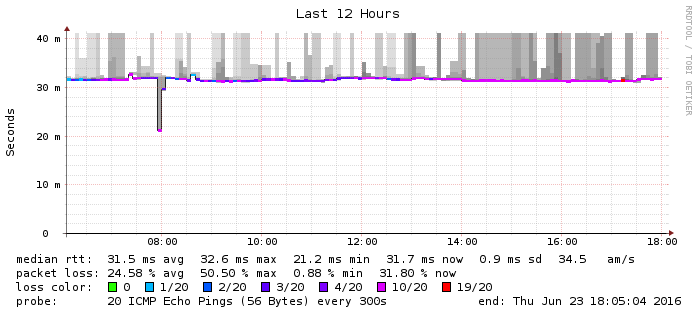 Last 12 Hours
RRDTOOL / TOBI OETIKER
Seconds
40 m
30 m
20 m
10 m
0
08:00 10:00 12:00 14:00 16:00 18:00
median rtt: 31.5 ms avg 32.6 ms max 21.2 ms min 31.7 ms now 0.9 ms sd 34.5 am/s
packet loss: 24.58 % avg 50.50 % max 0.88 % min 31.80 % now
loss color: 0 1/20 2/20 3/20 4/20 10/20 19/20
probe: 20 ICMP Echo Pings (56 Bytes) every 300s end: Thu Jun 23 18:05:04 2016